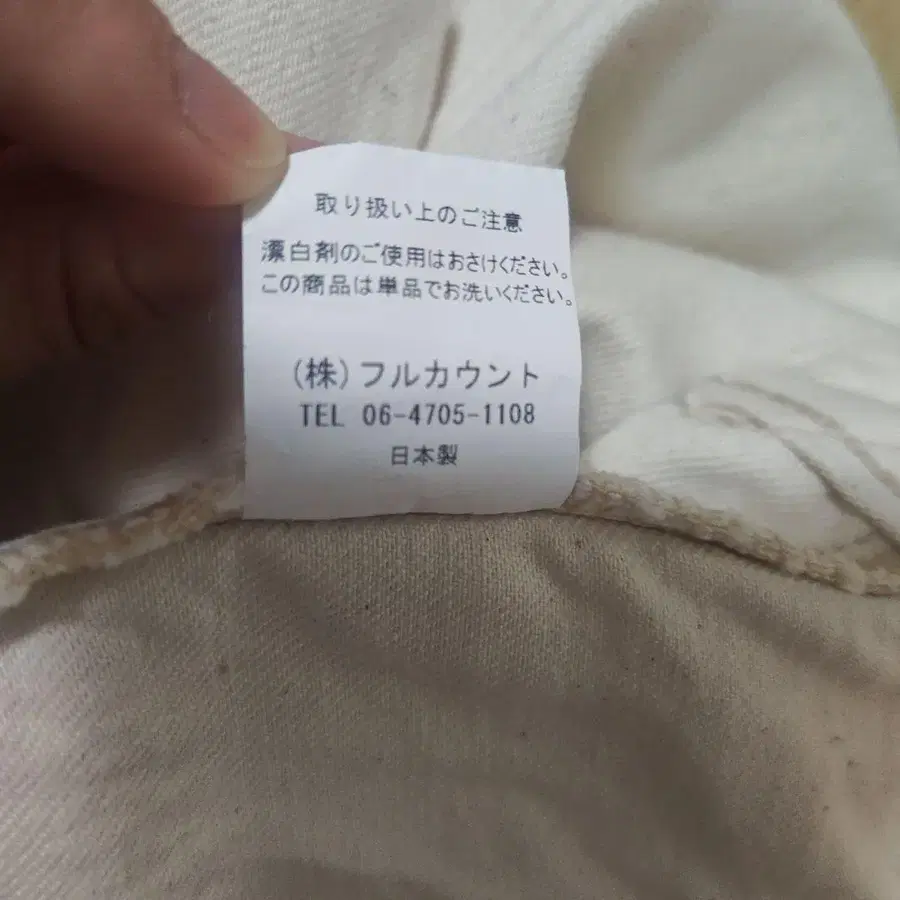 取り扱い上のご注意
漂白剤のご使用はおさけください。
この商品は単品でお洗いください。
(株)フルカウント
TEL 06-4705-1108
日本製